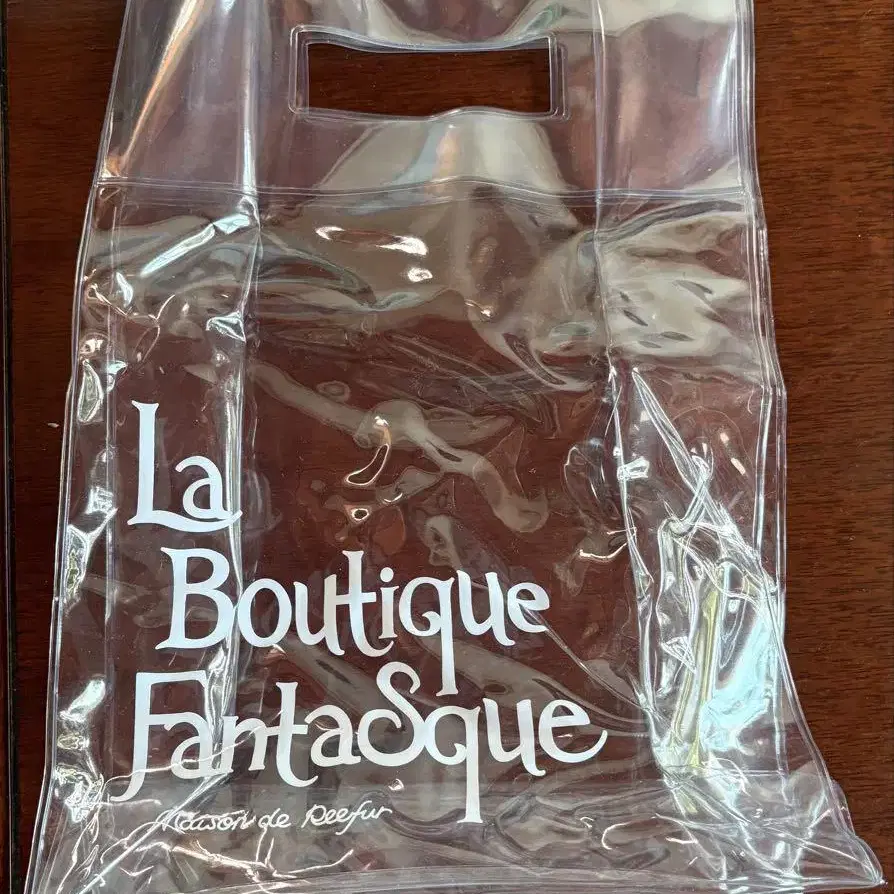 La
Boutique
Fantasque
Maison de Reefur